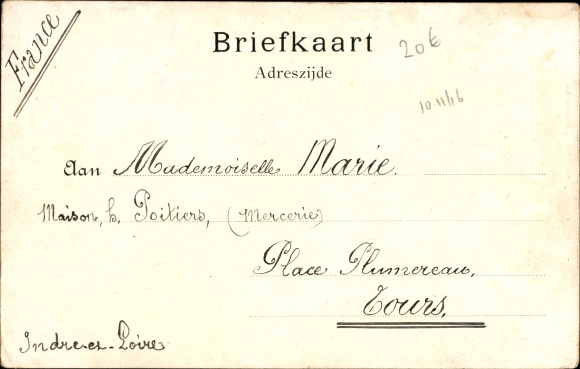 France
Briefkaart
20€
Adreszijde
10-11/16
Aan Mademoiselle Marie.
Maison, h. Poitiers, (Mercerie)
Place Plumereau,
Tours,
Indre-et-Loire